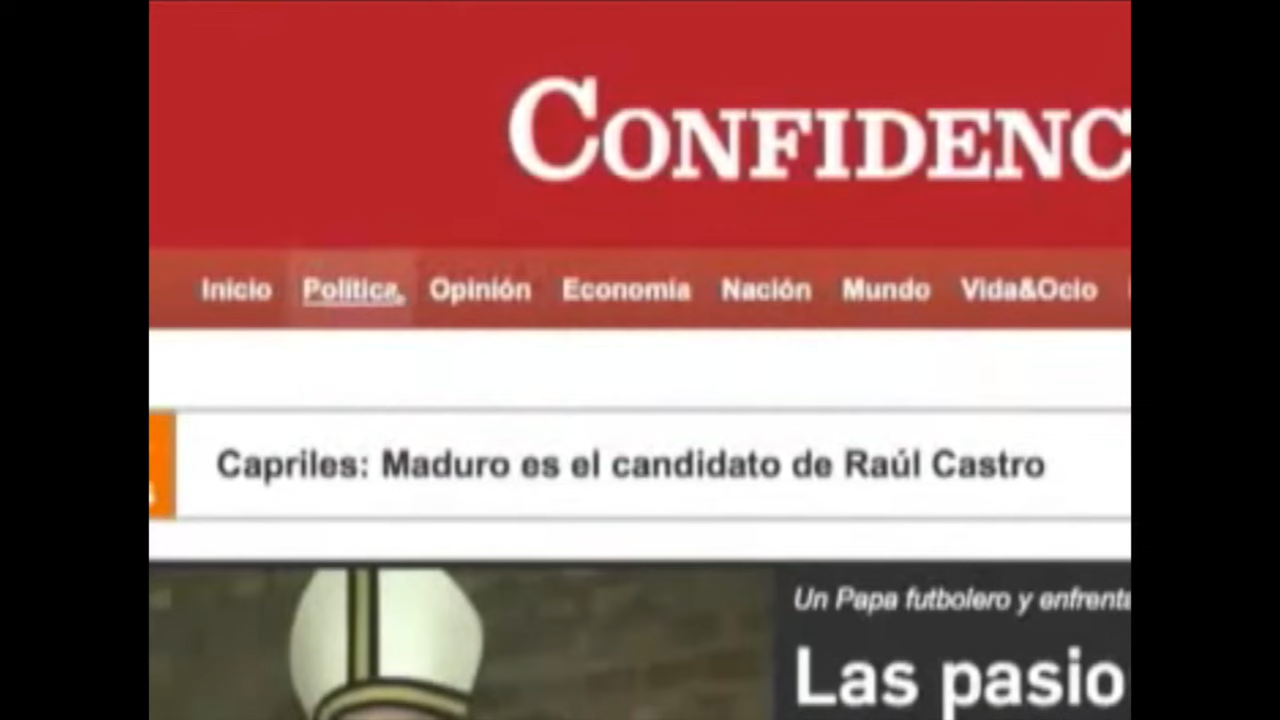 CONFIDENC
Inicio Política Opinión Economía Nación Mundo Vida&Ocio
Capriles: Maduro es el candidato de Raúl Castro
Un Papa futbolero y enfrenta
Las pasio